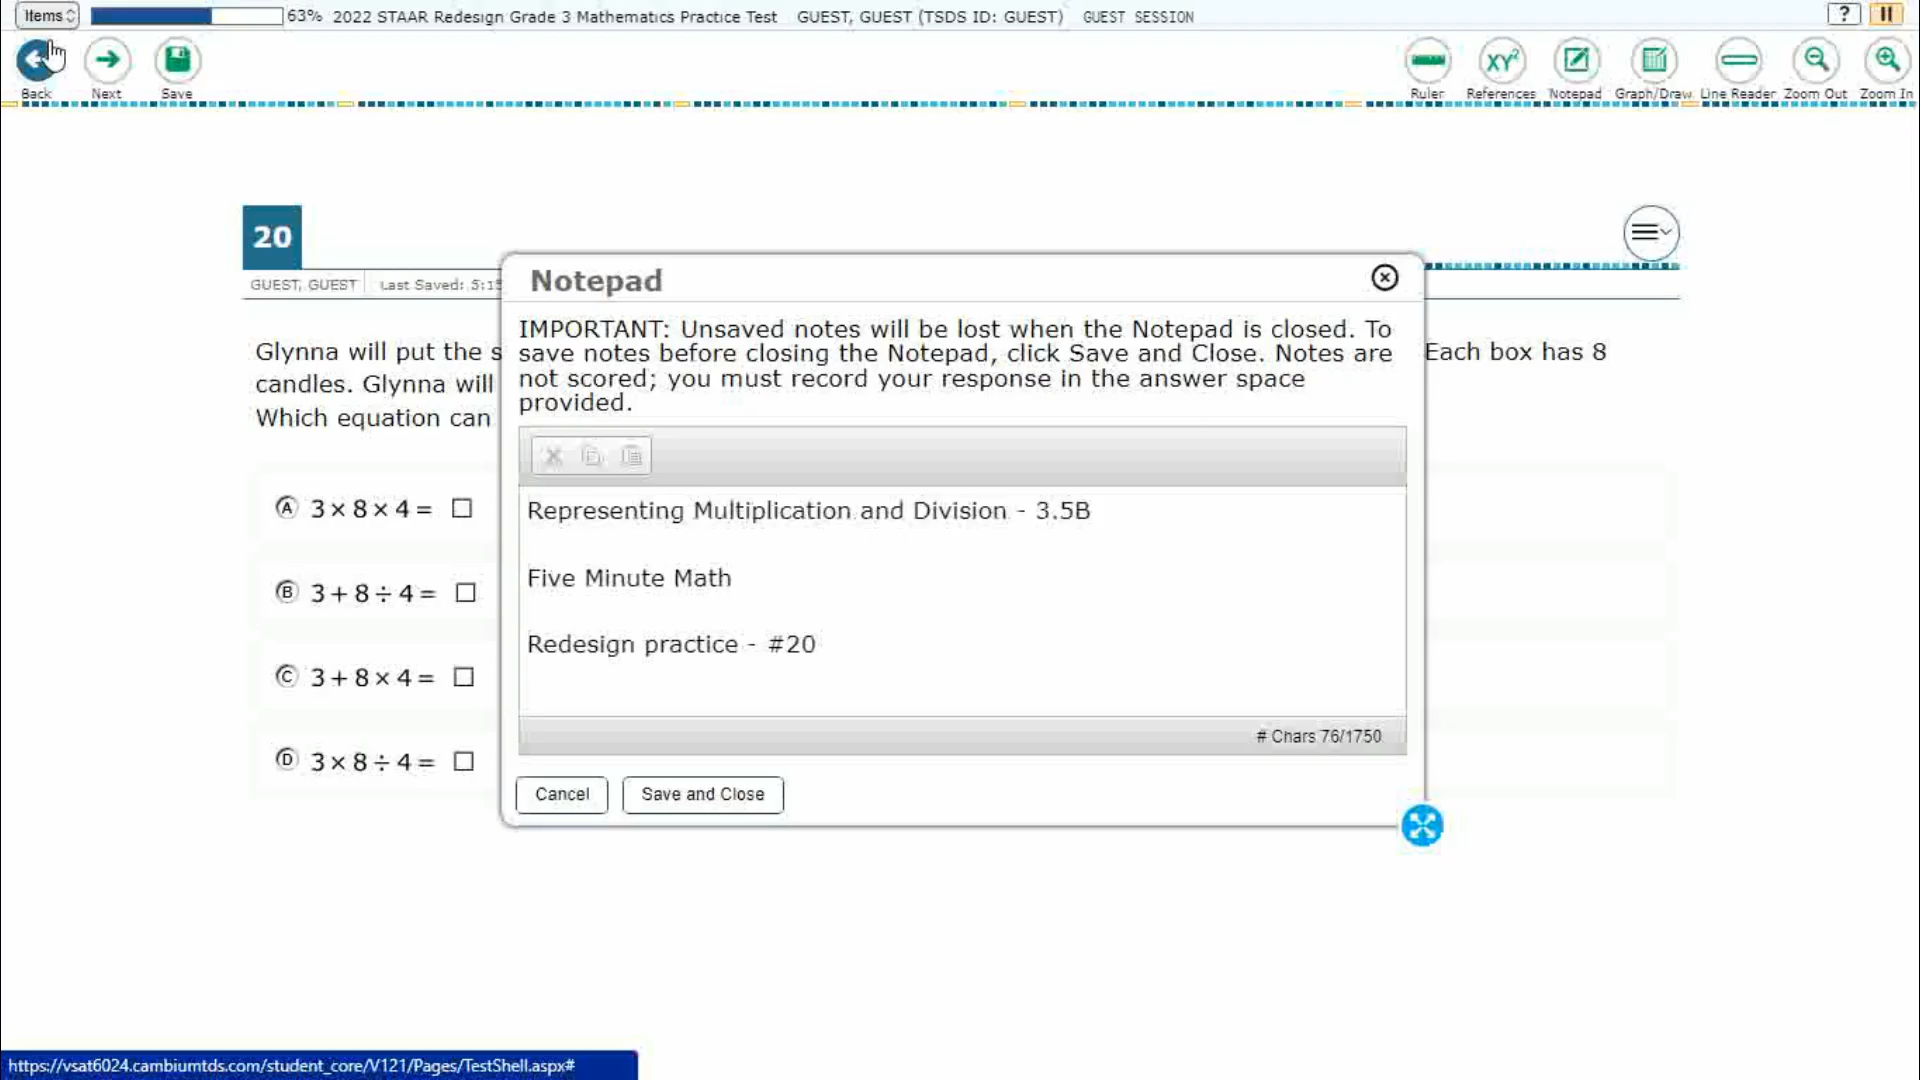 Items
63% 2022 STAAR Redesign Grade 3 Mathematics Practice Test GUEST, GUEST (TSDS ID: GUEST) GUEST SESSION
?
Back Next Save
XY²
Ruler References Notepad Graph/Draw Line Reader Zoom Out Zoom In
20
GUEST, GUEST Last Saved: 5:15
Notepad
IMPORTANT: Unsaved notes will be lost when the Notepad is closed. To
save notes before closing the Notepad, click Save and Close. Notes are
not scored; you must record your response in the answer space
provided.
Glynna will put the s
Each box has 8
candles. Glynna will
Which equation can
A 3 × 8 × 4 = □
B 3 + 8 ÷ 4 = □
C 3 + 8 × 4 = □
D 3 × 8 ÷ 4 = □
Representing Multiplication and Division - 3.5B
Five Minute Math
Redesign practice - #20
# Chars 76/1750
Cancel Save and Close
https://vsat6024.cambiumtds.com/student_core/V121/Pages/TestShell.aspx#